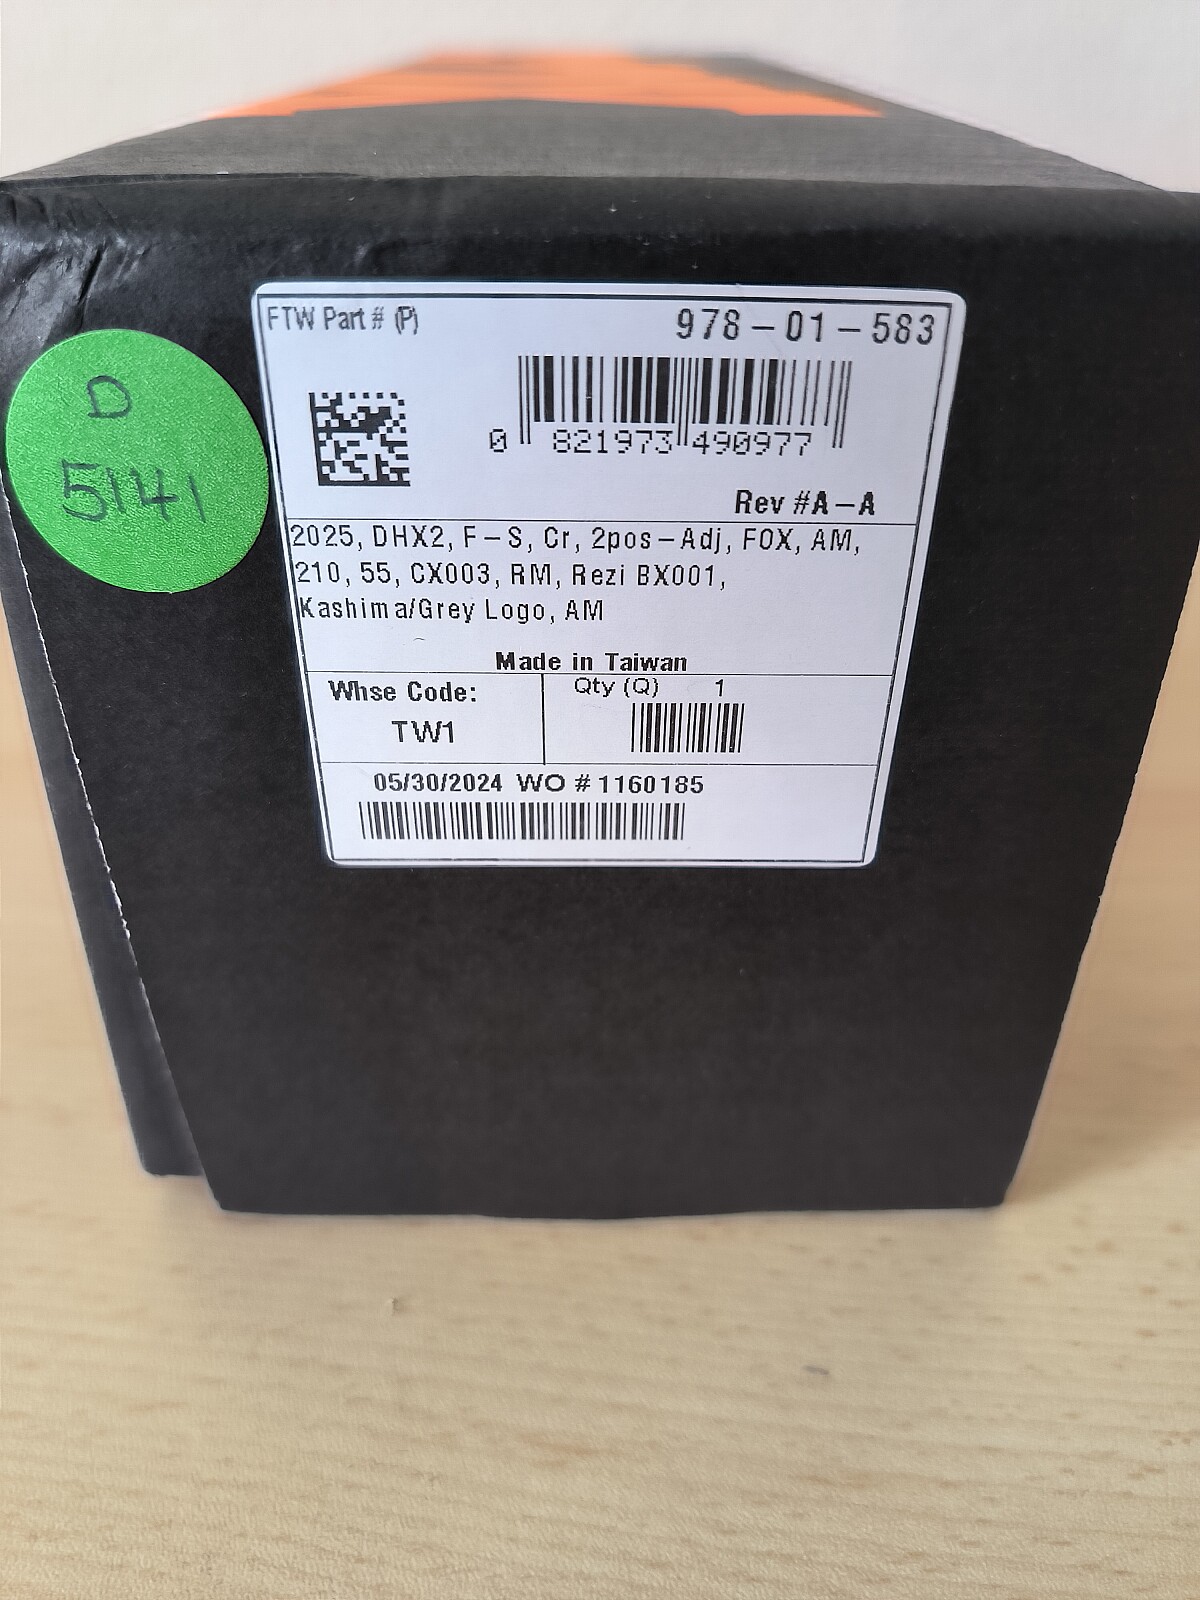 FTW Part # (P)
978-01-583
0 821973 490977
Rev #A-A
D
5141
2025, DHX2, F-S, Cr, 2pos-Adj, FOX, AM,
210, 55, CX003, RM, Rezi BX001,
Kashima/Grey Logo, AM
Made in Taiwan
Whse Code:
TW1
Qty (Q) 1
05/30/2024 WO # 1160185